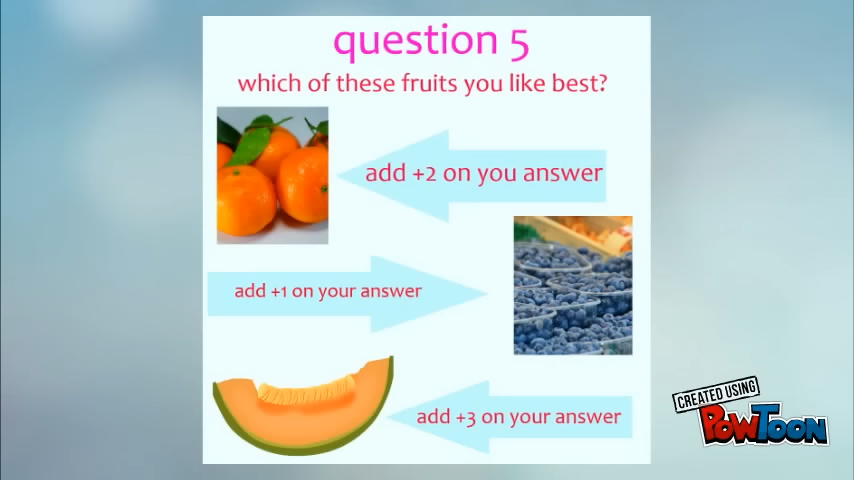 question 5
which of these fruits you like best?
add +2 on you answer
add +1 on your answer
add +3 on your answer
CREATED USING
POWTOON